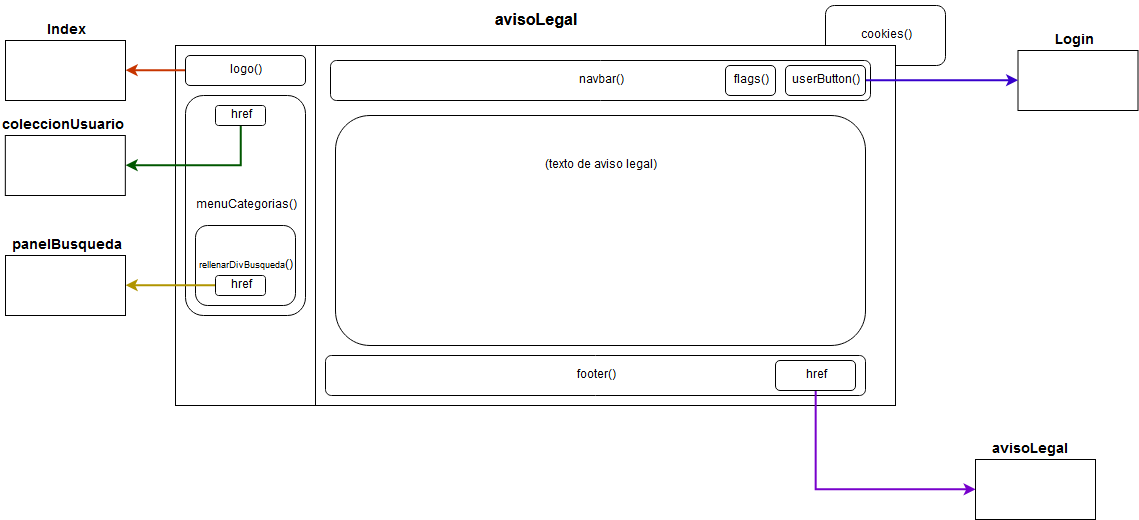 avisoLegal
cookies()
Index
Login
logo()
navbar()
flags()
userButton()
href
coleccionUsuario
(texto de aviso legal)
menuCategorias()
panelBusqueda
rellenarDivBusqueda()
href
footer()
href
avisoLegal